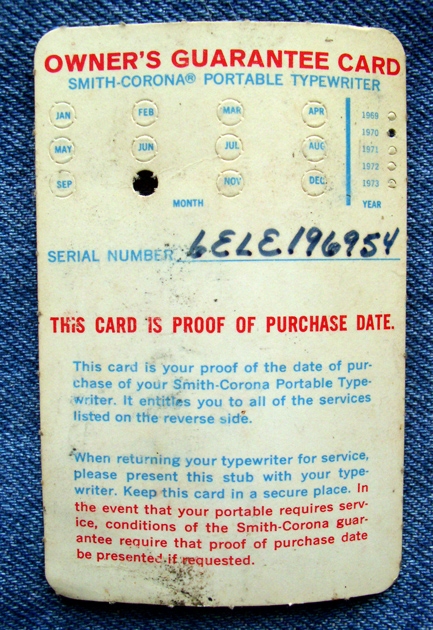 OWNER'S GUARANTEE CARD
SMITH-CORONA® PORTABLE TYPEWRITER
JAN FEB MAR APR 1969
1970
MAY JUN JUL AUG 1971
1972
SEP NOV DEC 1973
MONTH YEAR
SERIAL NUMBER 6ELE196954
THIS CARD IS PROOF OF PURCHASE DATE.
This card is your proof of the date of pur-
chase of your Smith-Corona Portable Type-
writer. It entitles you to all of the services
listed on the reverse side.
When returning your typewriter for service,
please present this stub with your type-
writer. Keep this card in a secure place. In
the event that your portable requires serv-
ice, conditions of the Smith-Corona guar-
antee require that proof of purchase date
be presented if requested.